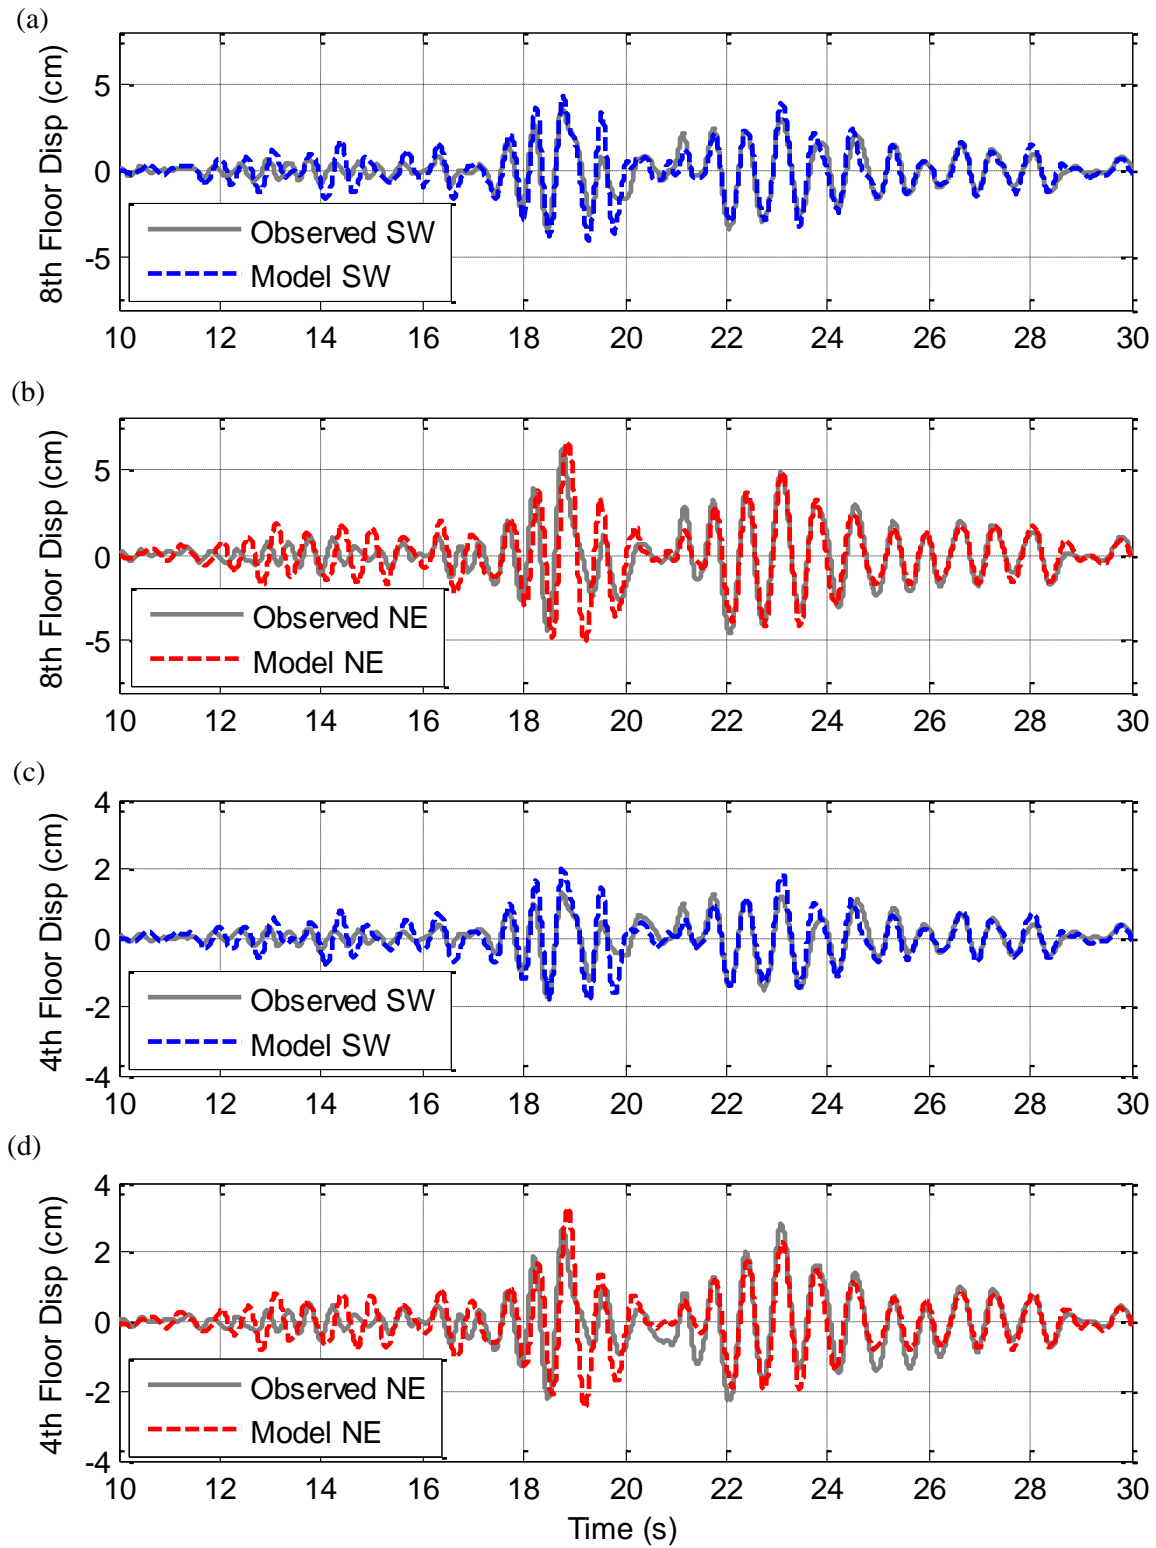 (a)
8th Floor Disp (cm)
5
0
-5
Observed SW
Model SW
10 12 14 16 18 20 22 24 26 28 30
(b)
8th Floor Disp (cm)
5
0
-5
Observed NE
Model NE
10 12 14 16 18 20 22 24 26 28 30
(c)
4th Floor Disp (cm)
4
2
0
-2
-4
Observed SW
Model SW
10 12 14 16 18 20 22 24 26 28 30
(d)
4th Floor Disp (cm)
4
2
0
-2
-4
Observed NE
Model NE
10 12 14 16 18 20 22 24 26 28 30
Time (s)